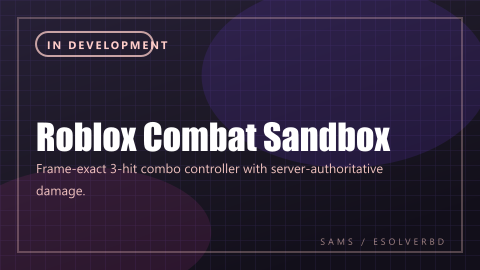 IN DEVELOPMENT
Roblox Combat Sandbox
Frame-exact 3-hit combo controller with server-authoritative
damage.
SAMS / ESOLVERBD